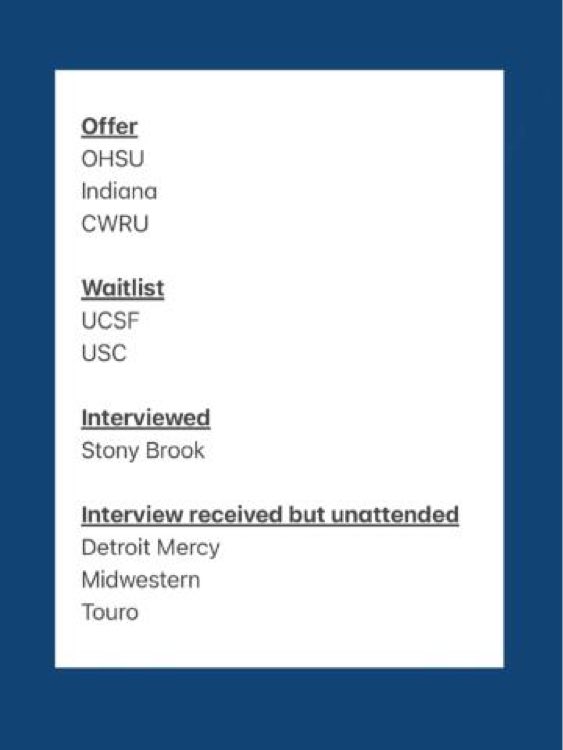 Offer
OHSU
Indiana
CWRU
Waitlist
UCSF
USC
Interviewed
Stony Brook
Interview received but unattended
Detroit Mercy
Midwestern
Touro